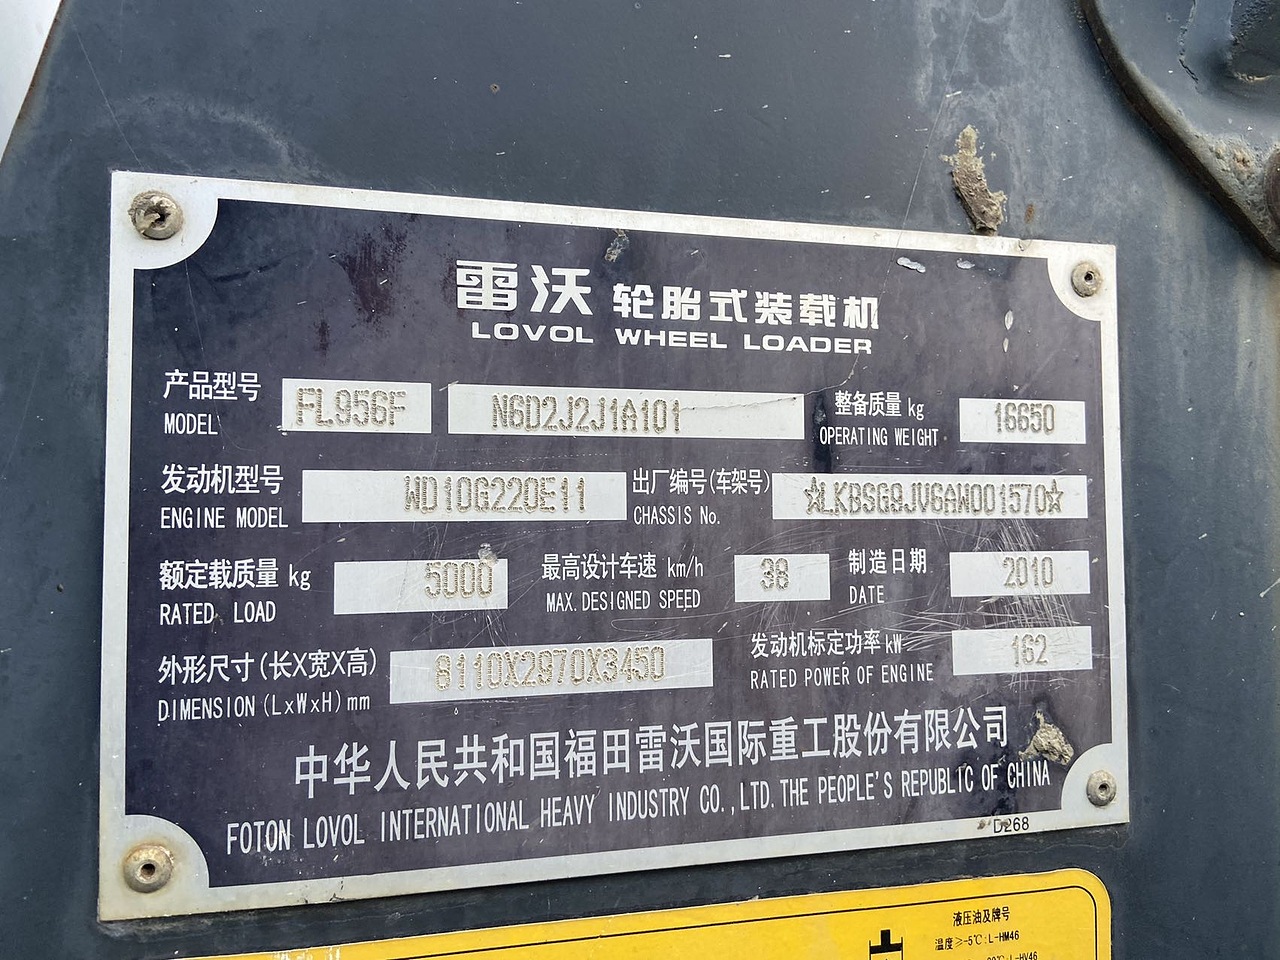 雷沃 轮胎式装载机
LOVOL WHEEL LOADER
产品型号 FL956F N6D2J2J1A101 整备质量 kg 16650
MODEL OPERATING WEIGHT
发动机型号 WD10G220E11 出厂编号(车架号) ☆LKBSG9JV6AW001570☆
ENGINE MODEL CHASSIS No.
额定载质量 kg 5000 最高设计车速 km/h 38 制造日期 2010
RATED LOAD MAX.DESIGNED SPEED DATE
外形尺寸(长X宽X高) 8110X2970X3450 发动机标定功率 kW 162
DIMENSION(LxWxH)mm RATED POWER OF ENGINE
中华人民共和国福田雷沃国际重工股份有限公司
FOTON LOVOL INTERNATIONAL HEAVY INDUSTRY CO.,LTD.THE PEOPLE'S REPUBLIC OF CHINA
D268
液压油及牌号
温度≥-5℃:L-HM46
L-HV46